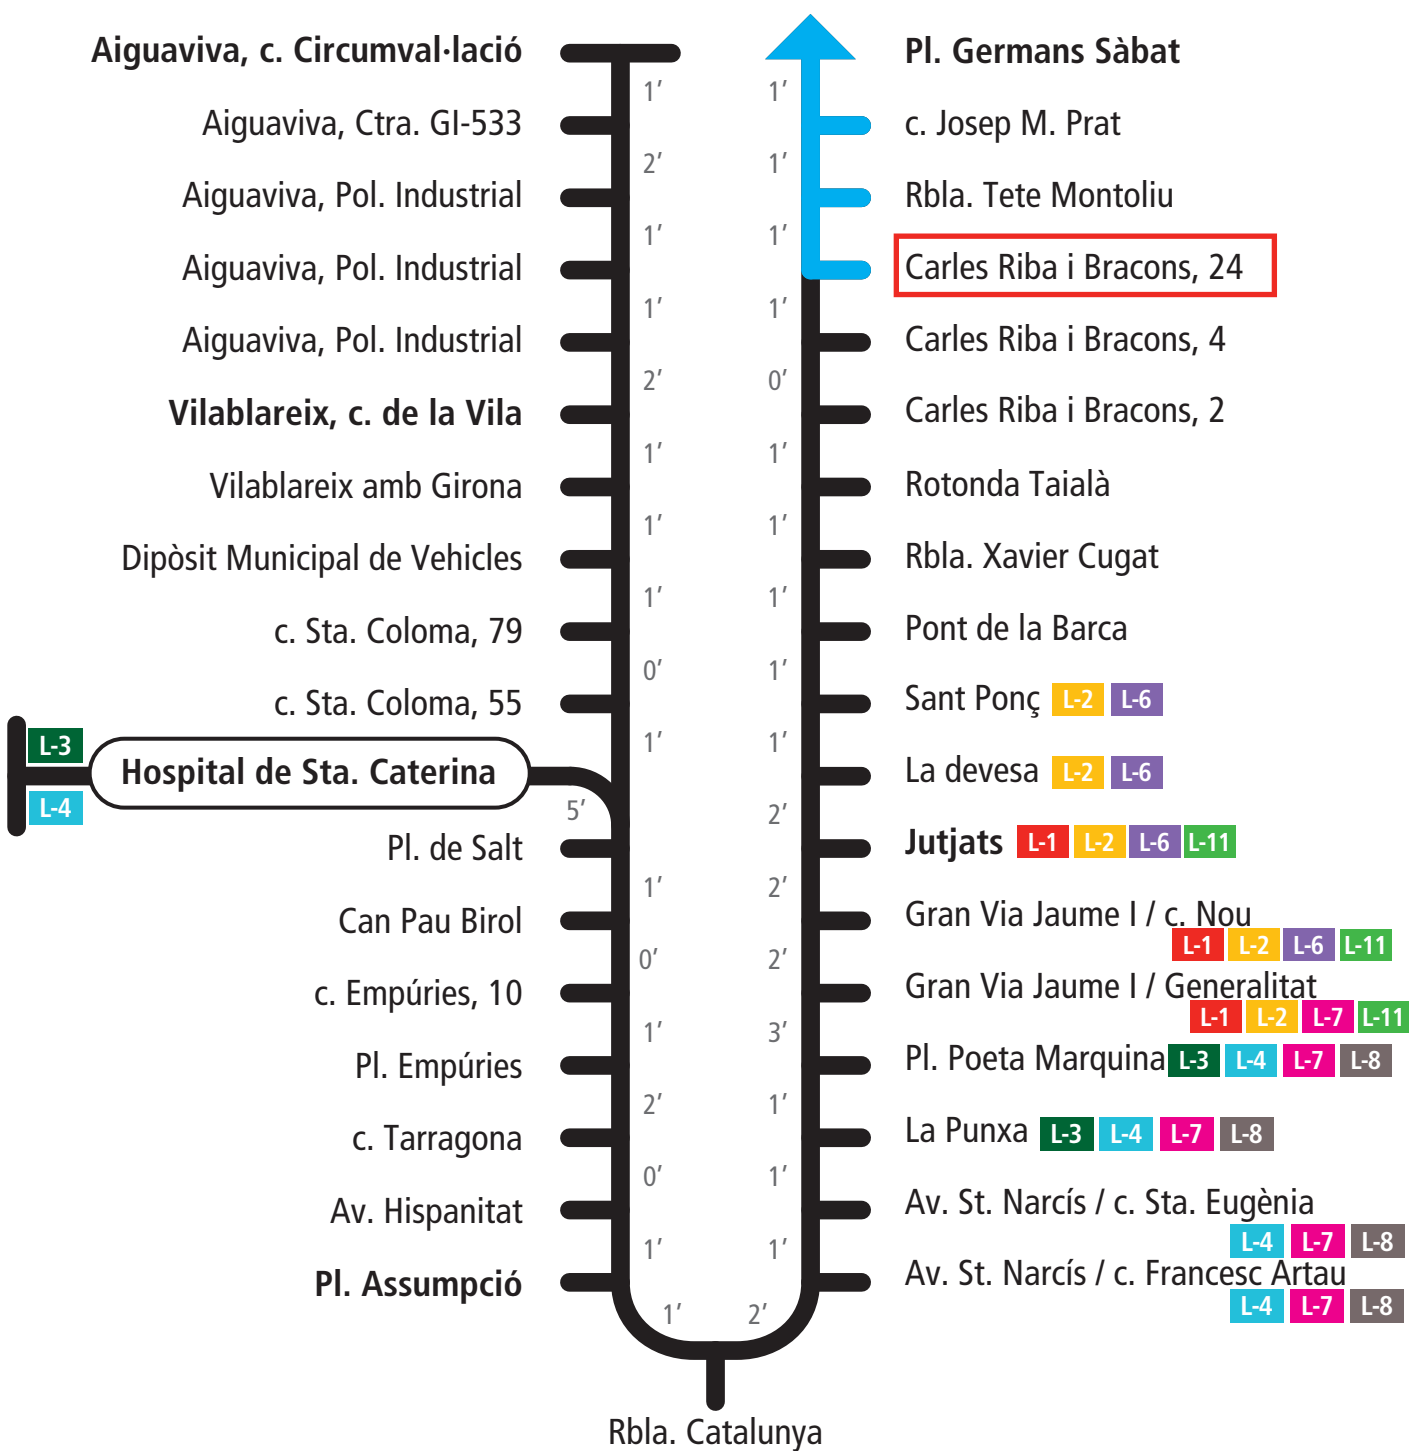 Aiguaviva, c. Circumval·lació
1’
Aiguaviva, Ctra. GI-533
2’
Aiguaviva, Pol. Industrial
1’
Aiguaviva, Pol. Industrial
1’
Aiguaviva, Pol. Industrial
2’
Vilablareix, c. de la Vila
1’
Vilablareix amb Girona
1’
Dipòsit Municipal de Vehicles
1’
c. Sta. Coloma, 79
0’
c. Sta. Coloma, 55
1’
L-3
Hospital de Sta. Caterina
L-4
5’
Pl. de Salt
1’
Can Pau Birol
0’
c. Empúries, 10
1’
Pl. Empúries
2’
c. Tarragona
0’
Av. Hispanitat
1’
Pl. Assumpció
1’
Rbla. Catalunya
2’
Pl. Germans Sàbat
1’
c. Josep M. Prat
1’
Rbla. Tete Montoliu
1’
Carles Riba i Bracons, 24
1’
Carles Riba i Bracons, 4
0’
Carles Riba i Bracons, 2
1’
Rotonda Taialà
1’
Rbla. Xavier Cugat
1’
Pont de la Barca
1’
Sant Ponç L-2 L-6
1’
La devesa L-2 L-6
2’
Jutjats L-1 L-2 L-6 L-11
2’
Gran Via Jaume I / c. Nou
L-1 L-2 L-6 L-11
2’
Gran Via Jaume I / Generalitat
L-1 L-2 L-7 L-11
3’
Pl. Poeta Marquina L-3 L-4 L-7 L-8
1’
La Punxa L-3 L-4 L-7 L-8
1’
Av. St. Narcís / c. Sta. Eugènia
L-4 L-7 L-8
1’
Av. St. Narcís / c. Francesc Artau
L-4 L-7 L-8